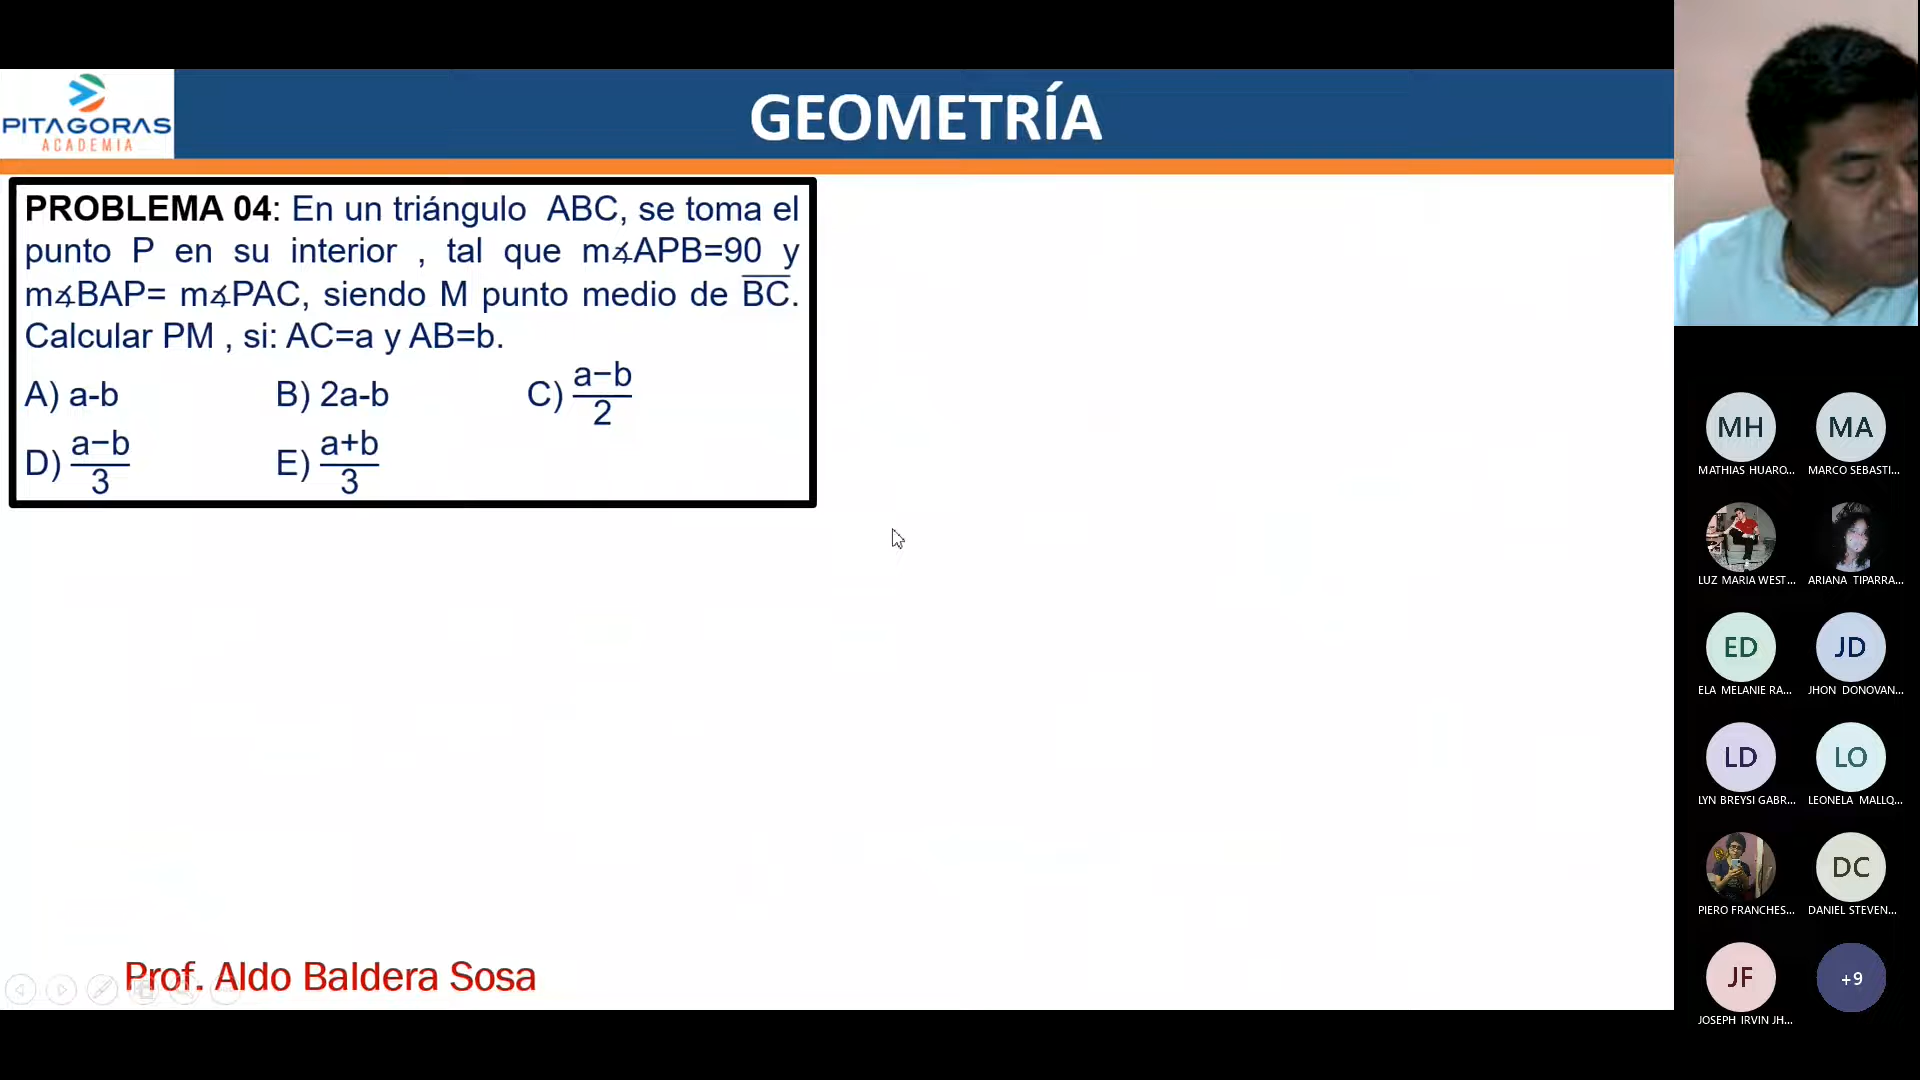 PITAGORAS
ACADEMIA
GEOMETRÍA
PROBLEMA 04: En un triángulo ABC, se toma el
punto P en su interior , tal que m∡APB=90 y
m∡BAP= m∡PAC, siendo M punto medio de B̅C̅.
Calcular PM , si: AC=a y AB=b.
A) a-b B) 2a-b C) (a−b)/2
D) (a−b)/3 E) (a+b)/3
Prof. Aldo Baldera Sosa
MH MA
MATHIAS HUARO... MARCO SEBASTI...
LUZ MARIA WEST... ARIANA TIPARRA...
ED JD
ELA MELANIE RA... JHON DONOVAN...
LD LO
LYN BREYSI GABR... LEONELA MALLQ...
DC
PIERO FRANCHES... DANIEL STEVEN...
JF +9
JOSEPH IRVIN JH...